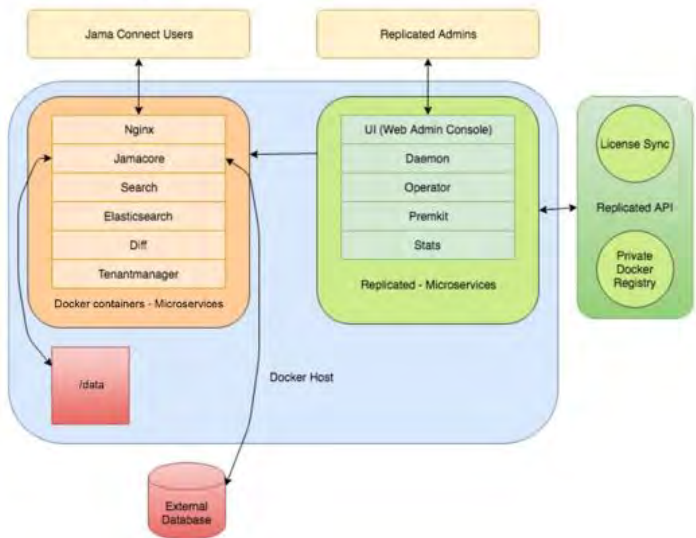 Jama Connect Users
Replicated Admins
Nginx
Jamacore
Search
Elasticsearch
Diff
Tenantmanager
Docker containers - Microservices
UI (Web Admin Console)
Daemon
Operator
Premkit
Stats
Replicated - Microservices
License Sync
Replicated API
Private
Docker
Registry
/data
Docker Host
External
Database